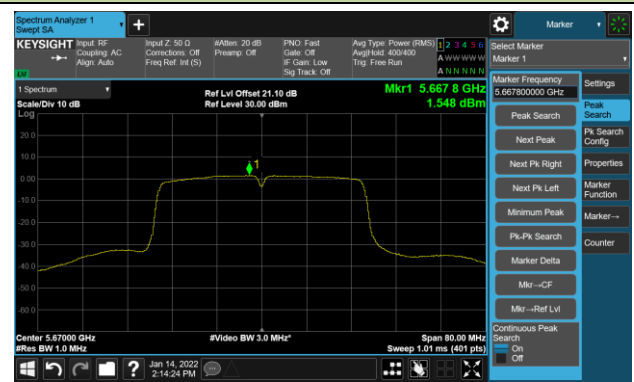 Spectrum Analyzer 1
Swept SA
+
Marker
KEYSIGHT
Input: RF
Coupling: AC
Align: Auto
Input Z: 50 Ω
Corrections: Off
Freq Ref: Int (S)
#Atten: 20 dB
Preamp: Off
PNO: Fast
Gate: Off
IF Gain: Low
Sig Track: Off
Avg Type: Power (RMS)
Avg|Hold: 400/400
Trig: Free Run
1 2 3 4 5 6
A W W W W W
A N N N N N
Select Marker
Marker 1
1 Spectrum
Scale/Div 10 dB
Log
Ref Lvl Offset 21.10 dB
Ref Level 30.00 dBm
Mkr1 5.667 8 GHz
1.548 dBm
20.0
10.0
0.00
-10.0
-20.0
-30.0
-40.0
-50.0
-60.0
1
Center 5.67000 GHz
#Res BW 1.0 MHz
#Video BW 3.0 MHz*
Span 80.00 MHz
Sweep 1.01 ms (401 pts)
Marker Frequency
5.667800000 GHz
Peak Search
Next Peak
Next Pk Right
Next Pk Left
Minimum Peak
Pk-Pk Search
Marker Delta
Mkr→CF
Mkr→Ref Lvl
Continuous Peak
Search
On
Off
Settings
Peak
Search
Pk Search
Config
Properties
Marker
Function
Marker→
Counter
?
Jan 14, 2022
2:14:24 PM